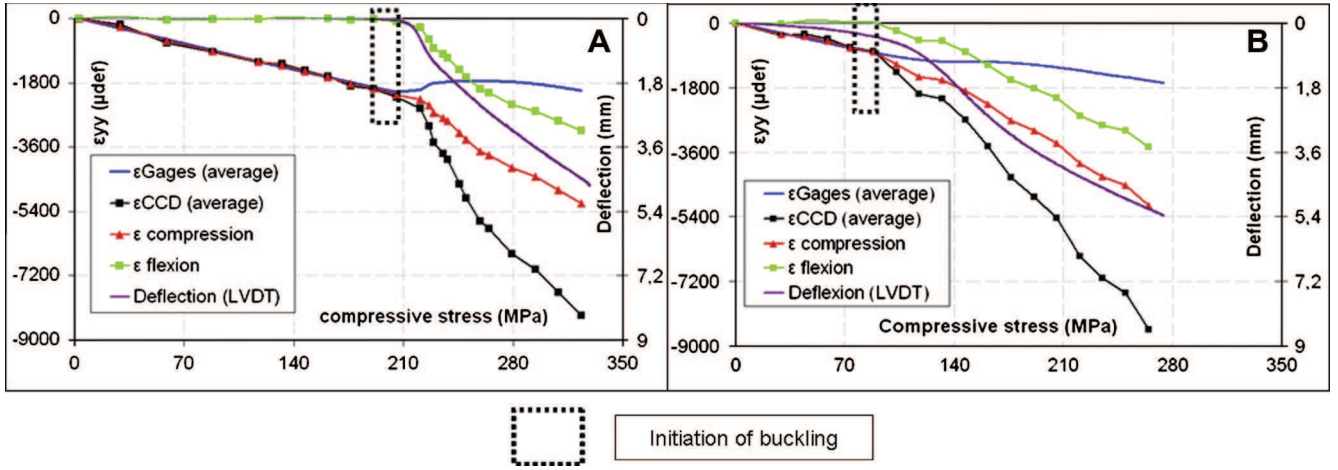 A
εyy (µdef)
Deflection (mm)
0
-1800
-3600
-5400
-7200
-9000
0
1.8
3.6
5.4
7.2
9
εGages (average)
εCCD (average)
ε compression
ε flexion
Deflection (LVDT)
compressive stress (MPa)
0
70
140
210
280
350
B
εyy (µdef)
Deflection (mm)
0
-1800
-3600
-5400
-7200
-9000
0
1.8
3.6
5.4
7.2
9
εGages (average)
εCCD (average)
ε compression
ε flexion
Deflexion (LVDT)
Compressive stress (MPa)
0
70
140
210
280
350
Initiation of buckling